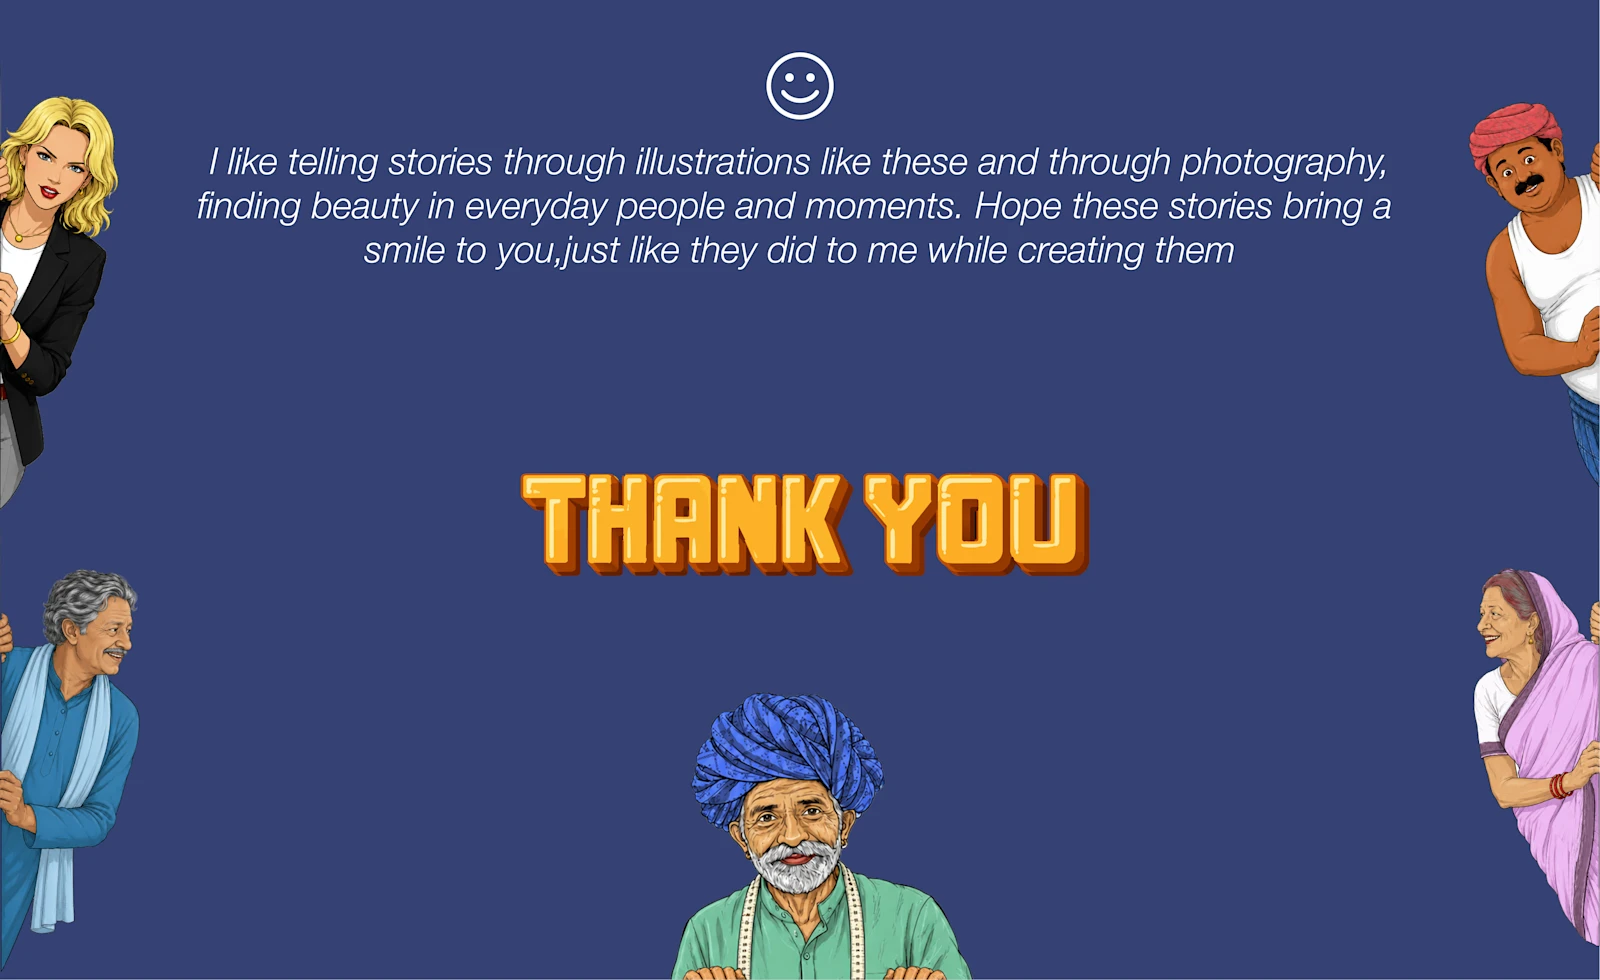 I like telling stories through illustrations like these and through photography,
finding beauty in everyday people and moments. Hope these stories bring a
smile to you,just like they did to me while creating them
THANK YOU